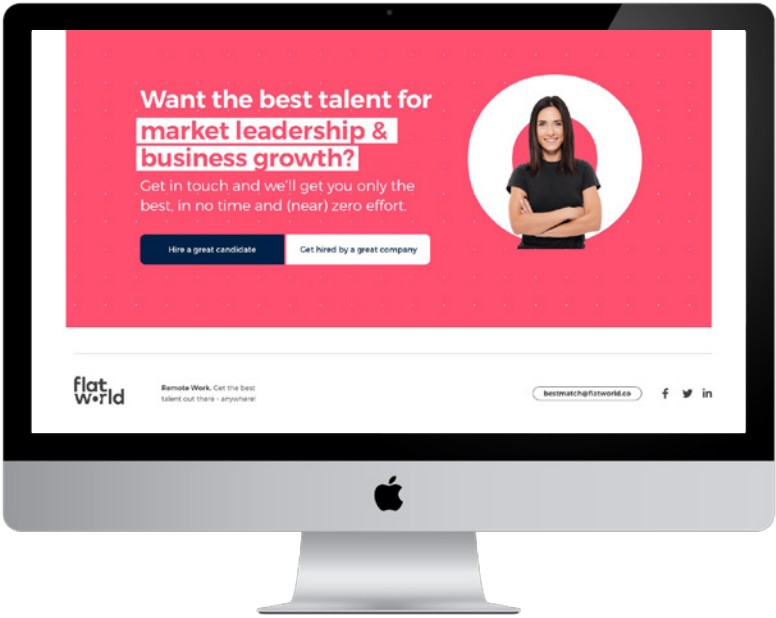 Want the best talent for
market leadership &
business growth?
Get in touch and we'll get you only the
best, in no time and (near) zero effort.
Hire a great candidate
Get hired by a great company
flat
world
Remote Work. Get the best
talent out there - anywhere!
bestmatch@flatworld.co